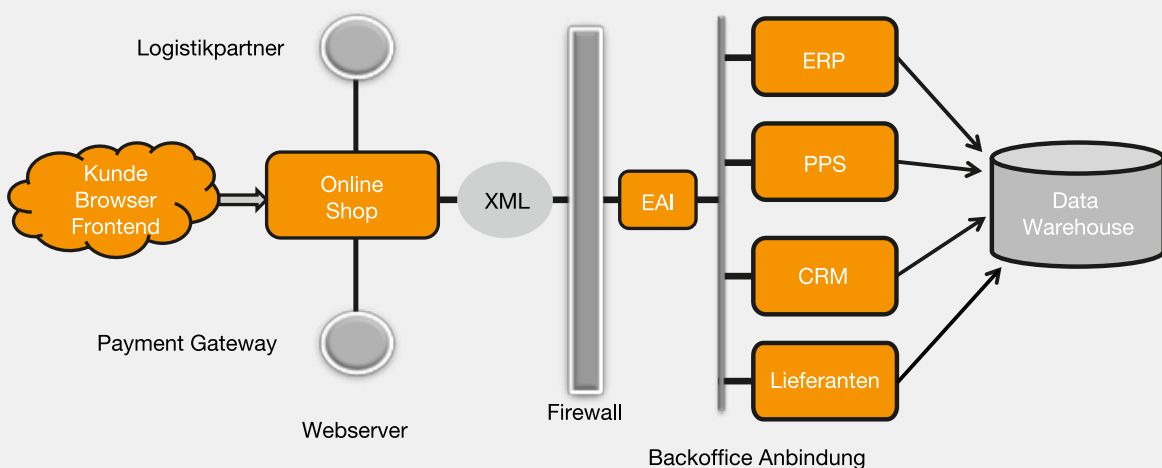 Logistikpartner
Kunde
Browser
Frontend
Online
Shop
XML
Payment Gateway
Webserver
Firewall
EAI
ERP
PPS
CRM
Lieferanten
Backoffice Anbindung
Data
Warehouse